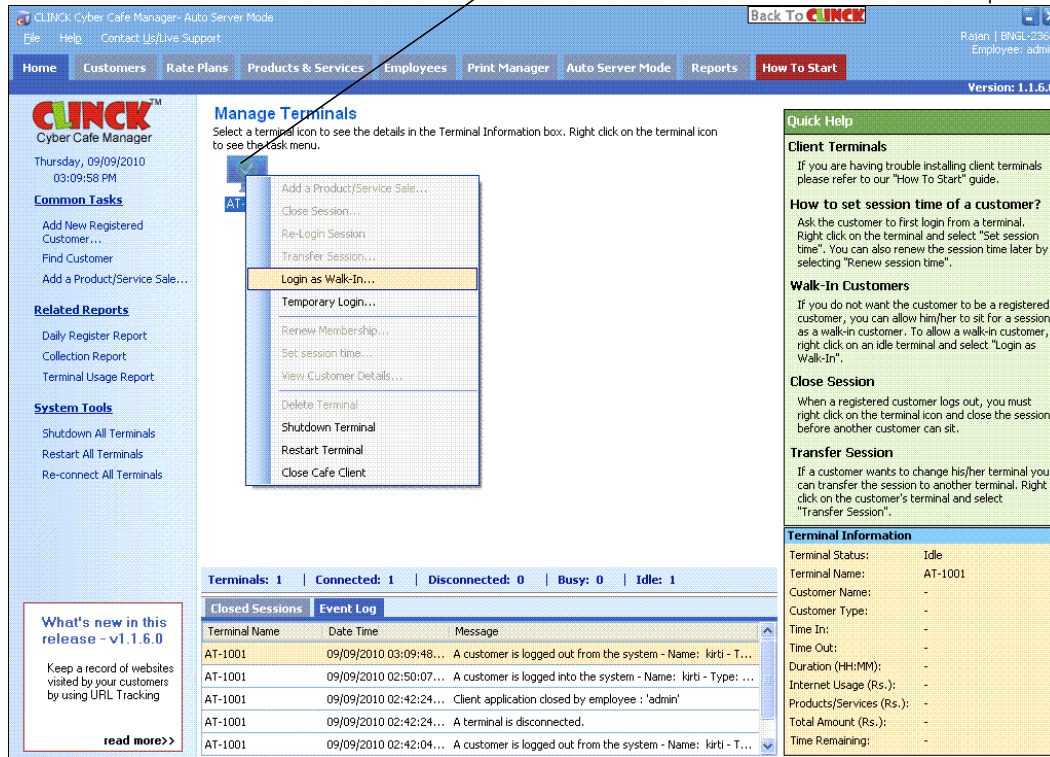 CLINCK Cyber Cafe Manager- Auto Server Mode
Back To CLINCK
File Help Contact Us/Live Support
Rajan | BNGL-236
Employee: admi
Home Customers Rate Plans Products & Services Employees Print Manager Auto Server Mode Reports How To Start
Version: 1.1.6.
CLINCK TM
Cyber Cafe Manager
Thursday, 09/09/2010
03:09:58 PM
Common Tasks
Add New Registered
Customer...
Find Customer
Add a Product/Service Sale...
Related Reports
Daily Register Report
Collection Report
Terminal Usage Report
System Tools
Shutdown All Terminals
Restart All Terminals
Re-connect All Terminals
What's new in this
release - v1.1.6.0
Keep a record of websites
visited by your customers
by using URL Tracking
read more>>
Manage Terminals
Select a terminal icon to see the details in the Terminal Information box. Right click on the terminal icon
to see the task menu.
AT-
Add a Product/Service Sale...
Close Session...
Re-Login Session
Transfer Session...
Login as Walk-In...
Temporary Login...
Renew Membership...
Set session time...
View Customer Details...
Delete Terminal
Shutdown Terminal
Restart Terminal
Close Cafe Client
Terminals: 1 | Connected: 1 | Disconnected: 0 | Busy: 0 | Idle: 1
Closed Sessions Event Log
Terminal Name Date Time Message
AT-1001 09/09/2010 03:09:48... A customer is logged out from the system - Name: kirti - T...
AT-1001 09/09/2010 02:50:07... A customer is logged into the system - Name: kirti - Type: ...
AT-1001 09/09/2010 02:42:24... Client application closed by employee : 'admin'
AT-1001 09/09/2010 02:42:24... A terminal is disconnected.
AT-1001 09/09/2010 02:42:04... A customer is logged out from the system - Name: kirti - T...
Quick Help
Client Terminals
If you are having trouble installing client terminals
please refer to our "How To Start" guide.
How to set session time of a customer?
Ask the customer to first login from a terminal.
Right click on the terminal and select "Set session
time". You can also renew the session time later by
selecting "Renew session time".
Walk-In Customers
If you do not want the customer to be a registered
customer, you can allow him/her to sit for a session
as a walk-in customer. To allow a walk-in customer,
right click on an idle terminal and select "Login as
Walk-In".
Close Session
When a registered customer logs out, you must
right click on the terminal icon and close the session
before another customer can sit.
Transfer Session
If a customer wants to change his/her terminal you
can transfer the session to another terminal. Right
click on the customer's terminal and select
"Transfer Session".
Terminal Information
Terminal Status: Idle
Terminal Name: AT-1001
Customer Name: -
Customer Type: -
Time In: -
Time Out: -
Duration (HH:MM): -
Internet Usage (Rs.): -
Products/Services (Rs.): -
Total Amount (Rs.): -
Time Remaining: -